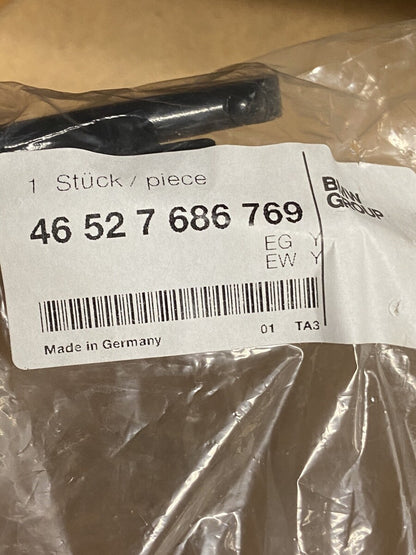 1 Stück / piece
46 52 7 686 769
BMW
GROUP
EG Y
EW Y
01 TA3
Made in Germany